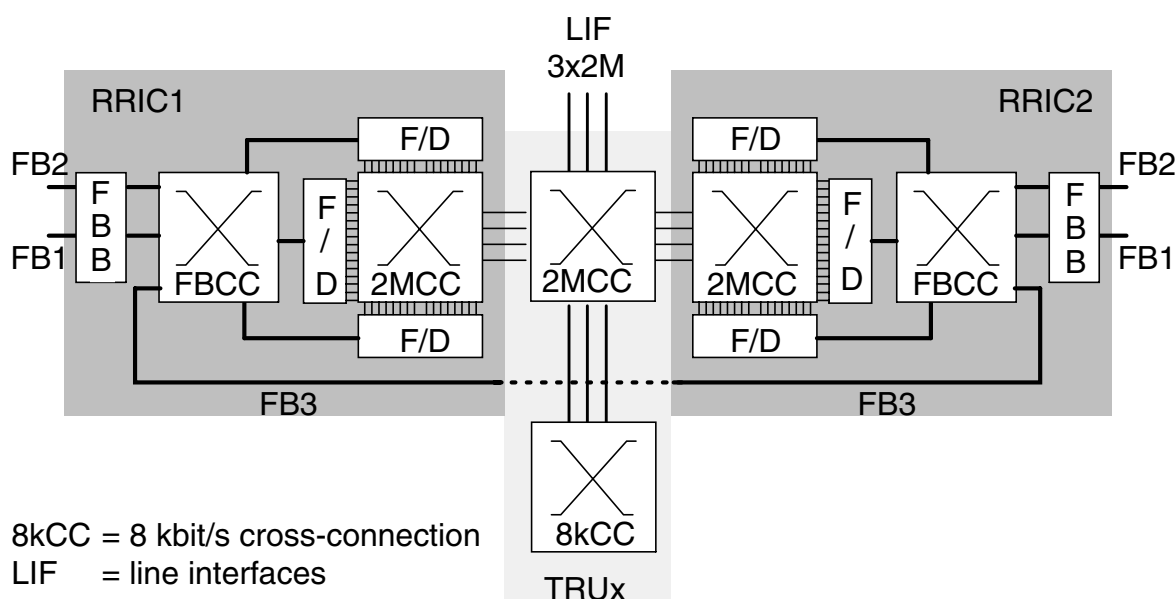 LIF
3x2M
RRIC1
RRIC2
F/D
F/D
FB2
FB2
F
B
B
F
/
D
F
/
D
F
B
B
FB1
FB1
FBCC
2MCC
2MCC
2MCC
FBCC
F/D
F/D
FB3
FB3
8kCC
8kCC = 8 kbit/s cross-connection
LIF = line interfaces
TRUx